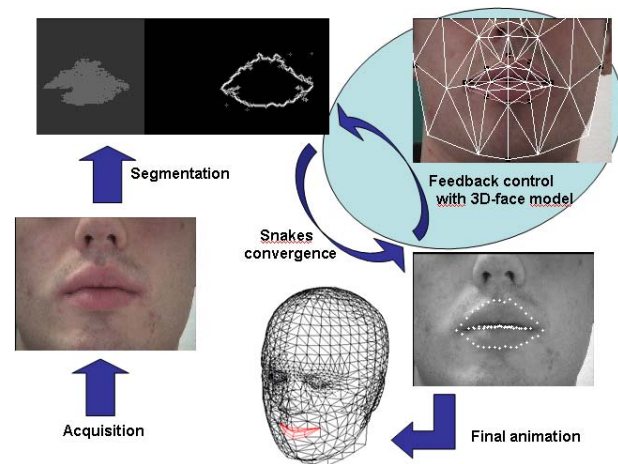 Segmentation
Feedback control
with 3D-face model
Snakes
convergence
Acquisition
Final animation